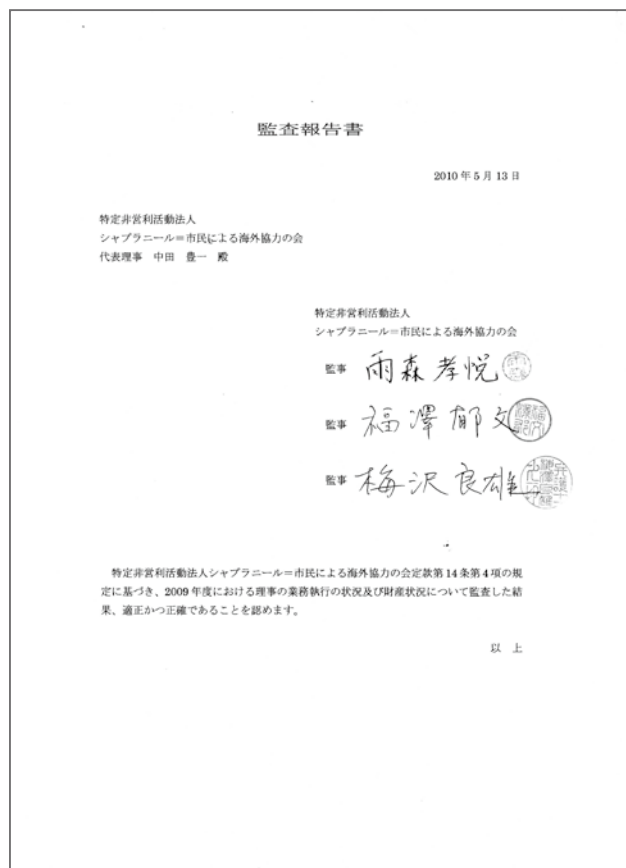 監査報告書
2010年5月13日
特定非営利活動法人
シャプラニール＝市民による海外協力の会
代表理事 中田 豊一 殿
特定非営利活動法人
シャプラニール＝市民による海外協力の会
監事 雨森孝悦
監事 福澤郁文
監事 梅沢良雄
特定非営利活動法人シャプラニール＝市民による海外協力の会定款第14条第4項の規
定に基づき、2009年度における理事の業務執行の状況及び財産状況について監査した結
果、適正かつ正確であることを認めます。
以 上